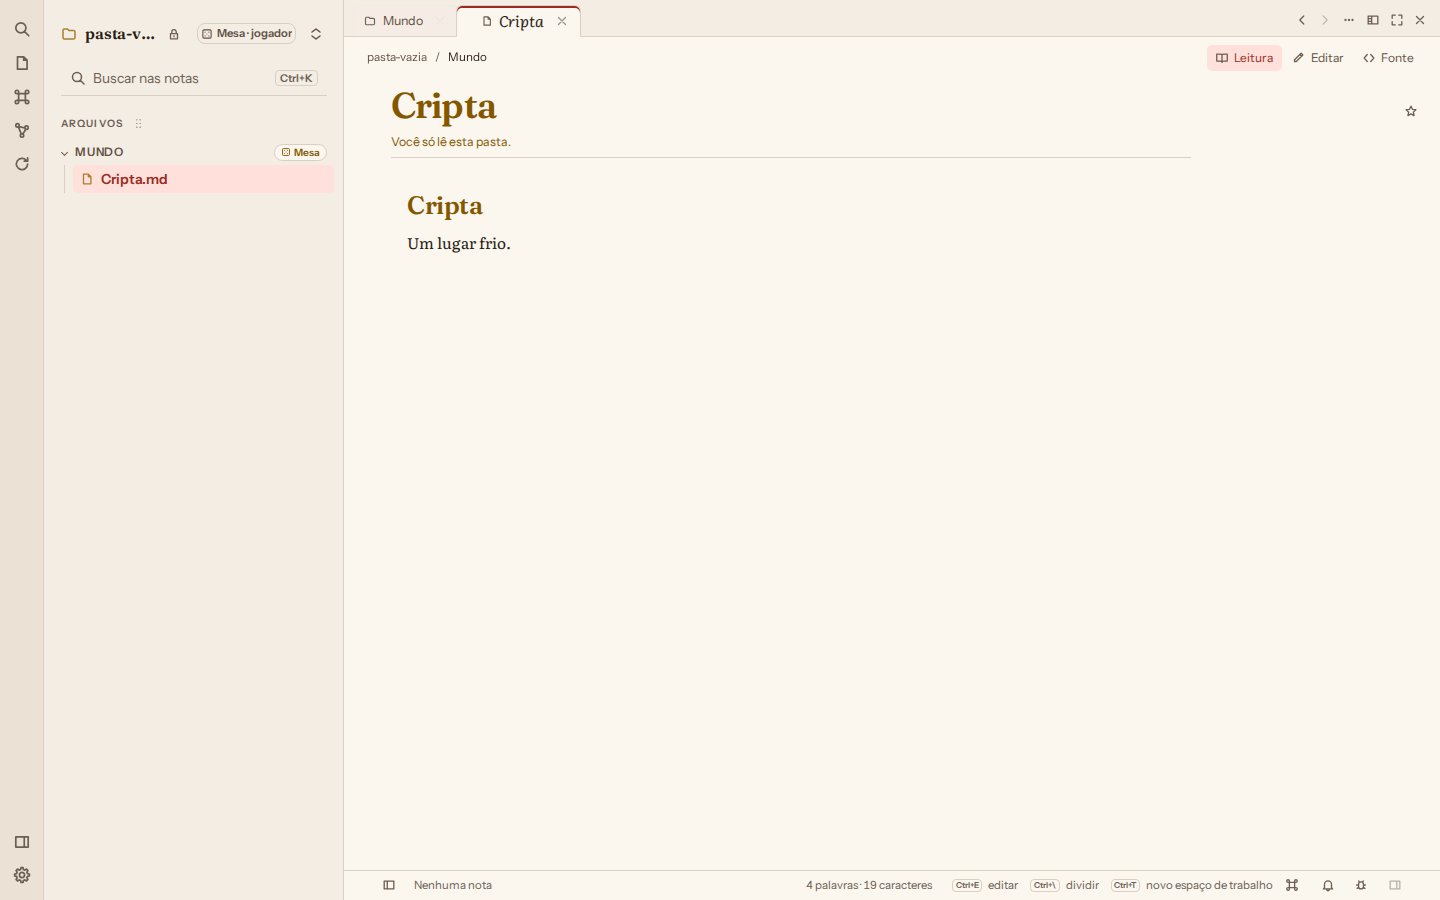 pasta-v...
Mesa·jogador
Buscar nas notas
Ctrl+K
ARQUIVOS
MUNDO
Mesa
Cripta.md
Mundo
Cripta
pasta-vazia / Mundo
Leitura
Editar
Fonte
Cripta
Você só lê esta pasta.
Cripta
Um lugar frio.
Nenhuma nota
4 palavras·19 caracteres
Ctrl+E editar
Ctrl+\ dividir
Ctrl+T novo espaço de trabalho